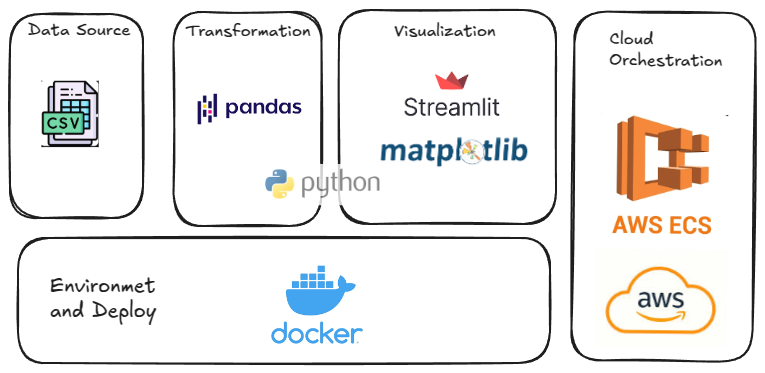 Data Source
CSV
Transformation
pandas
Visualization
Streamlit
matplotlib
python
Cloud
Orchestration
AWS ECS
aws
Environmet
and Deploy
docker